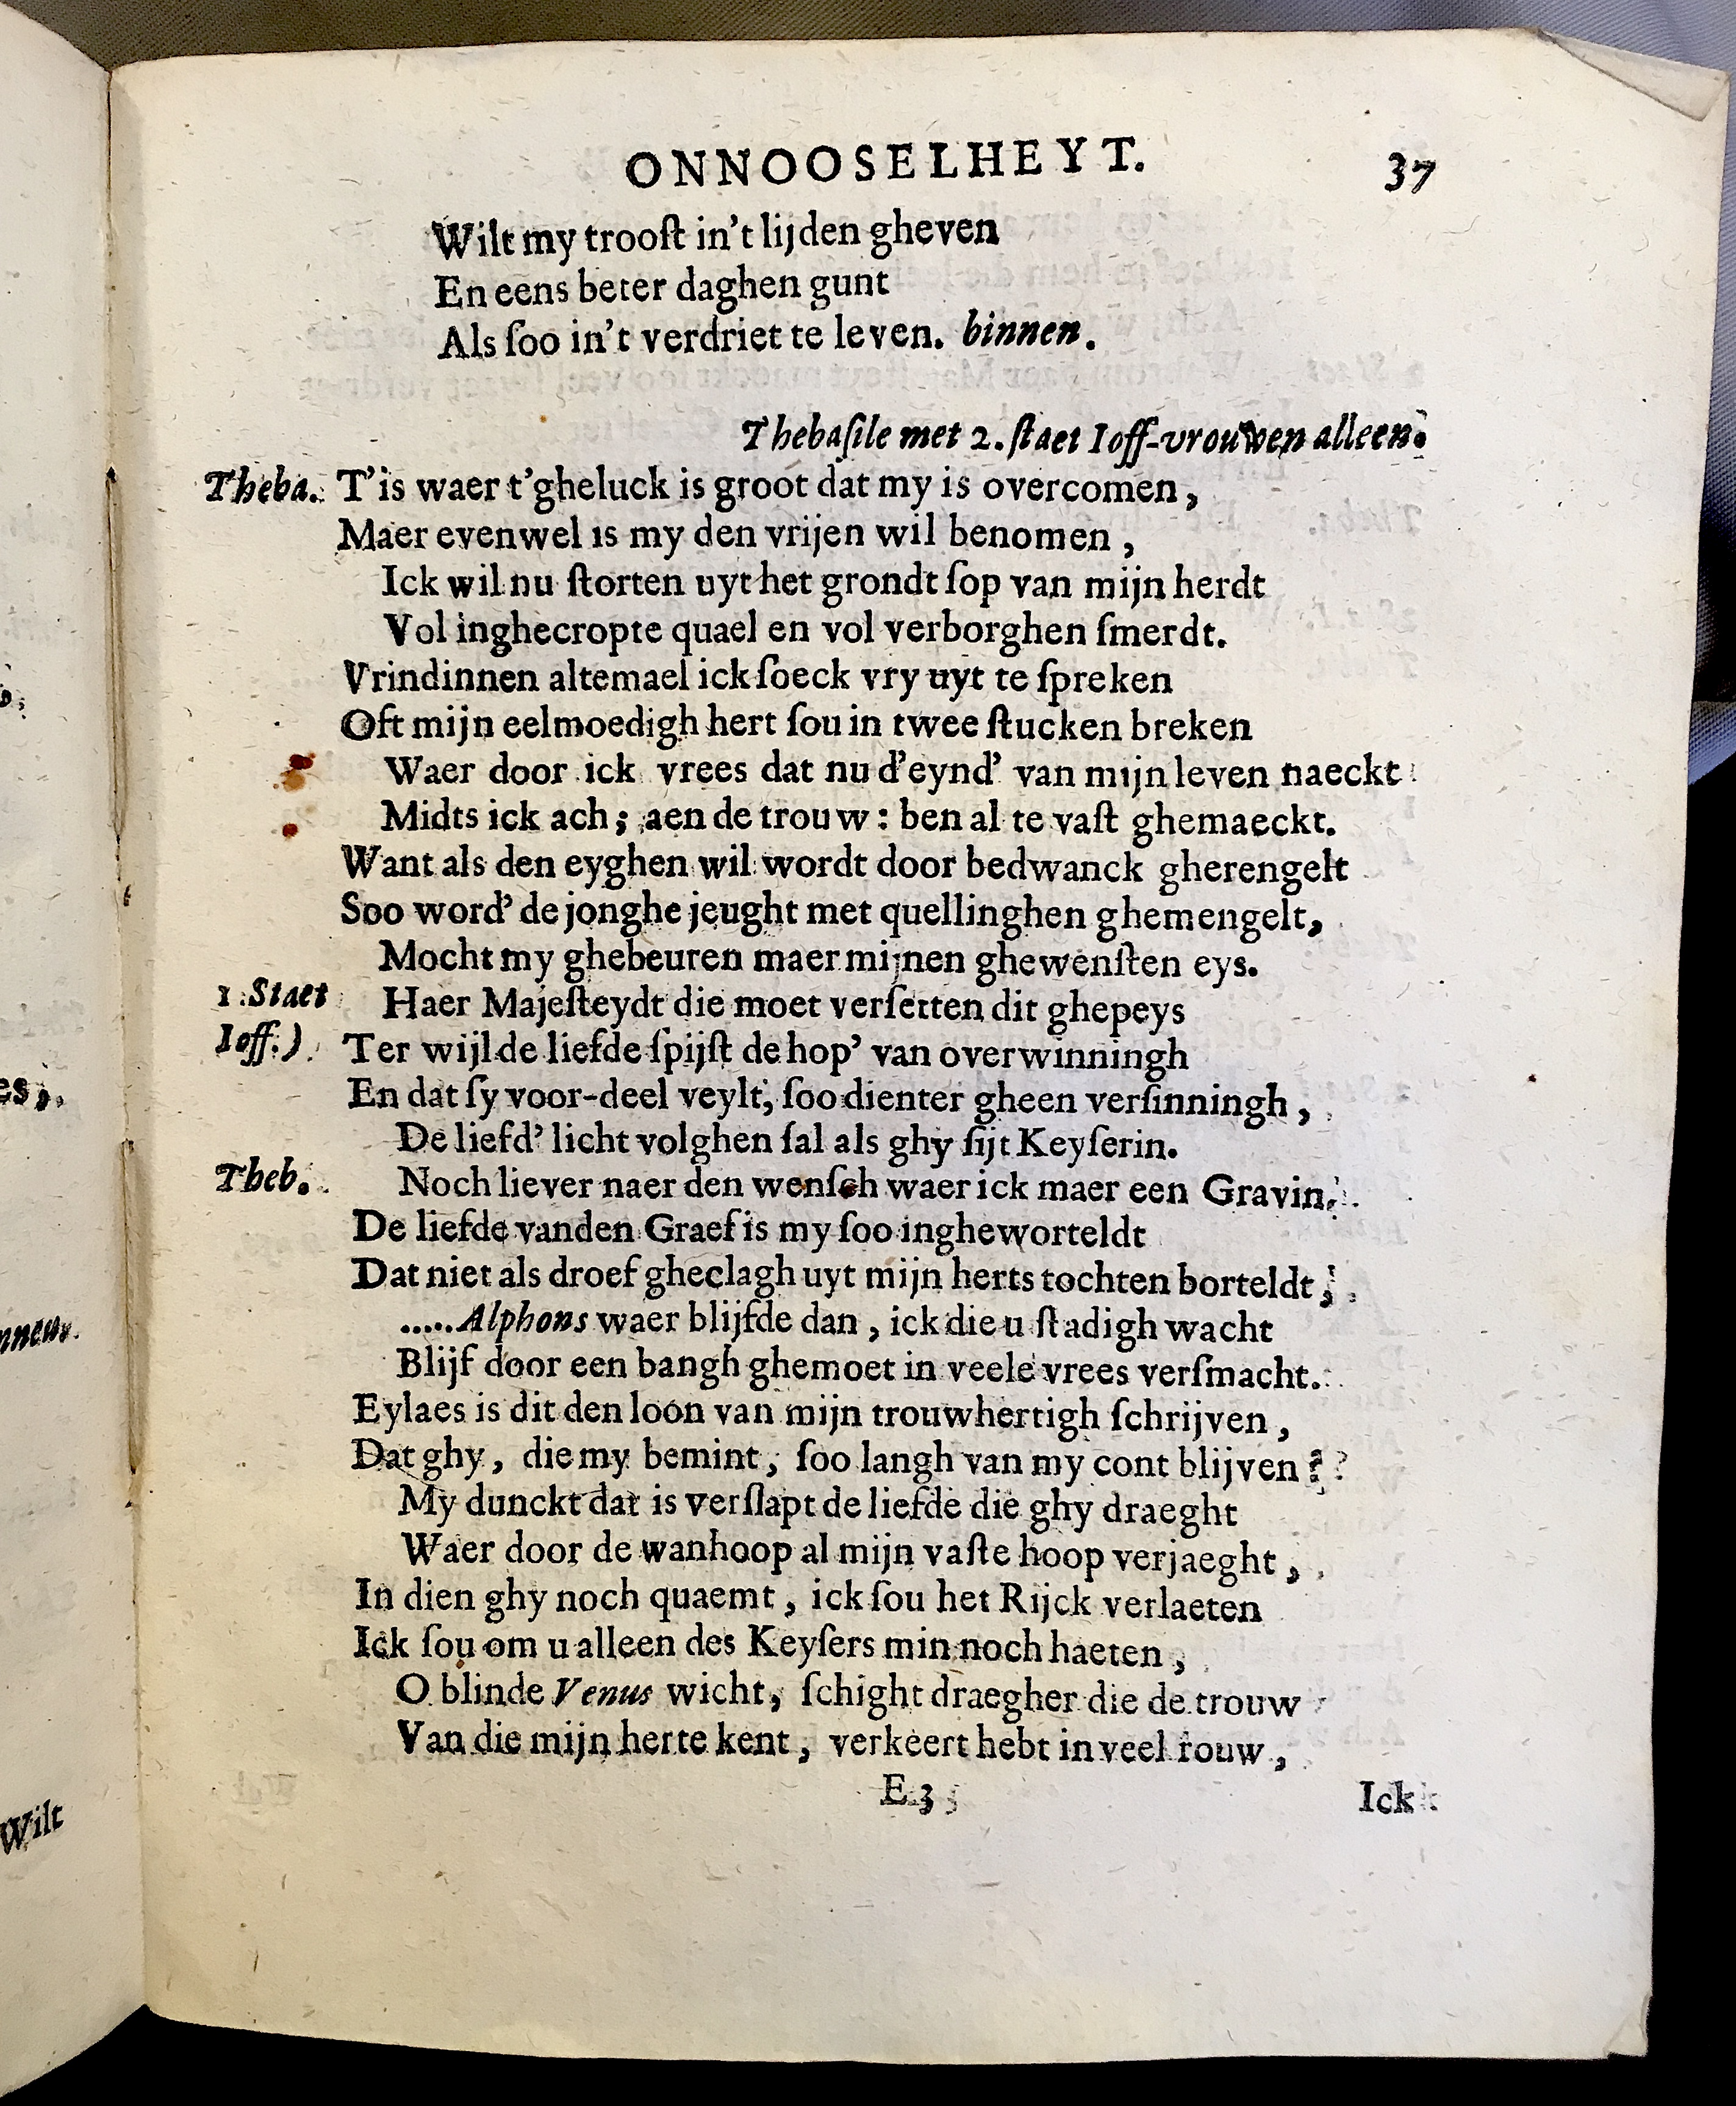 ONNOOSELHEYT. 37
Wilt my trooſt in't lijden gheven
En eens beter daghen gunt
Als ſoo in't verdriet te leven. binnen.
Thebaſile met 2. ſtaet Ioff-vrouwen alleen.
Theba. T'is waer t'gheluck is groot dat my is overcomen,
Maer evenwel is my den vrijen wil benomen,
Ick wil nu ſtorten uyt het grondt ſop van mijn herdt
Vol inghecropte quael en vol verborghen ſmerdt.
Vrindinnen altemael ick ſoeck vry uyt te ſpreken
Oft mijn eelmoedigh hert ſou in twee ſtucken breken
Waer door ick vrees dat nu d'eynd' van mijn leven naeckt
Midts ick ach; aen de trouw: ben al te vaſt ghemaeckt.
Want als den eyghen wil wordt door bedwanck gherengelt
Soo word' de jonghe jeught met quellinghen ghemengelt,
Mocht my ghebeuren maer mijnen ghewenſten eys.
1. Staet Haer Majeſteydt die moet verſetten dit ghepeys
Ioff.) Ter wijl de liefde ſpijſt de hop' van overwinningh
En dat ſy voor-deel veylt, ſoo dienter gheen verſinningh,
De liefd' licht volghen ſal als ghy ſijt Keyſerin.
Theb. Noch liever naer den wenſch waer ick maer een Gravin.
De liefde vanden Graef is my ſoo ingheworteldt
Dat niet als droef gheclagh uyt mijn herts tochten borteldt,
.....Alphons waer blijfde dan, ick die u ſtadigh wacht
Blijf door een bangh ghemoet in veele vrees verſmacht.
Eylaes is dit den loon van mijn trouwhertigh ſchrijven,
Dat ghy, die my bemint, ſoo langh van my cont blijven?
My dunckt dat is verſlapt de liefde die ghy draeght
Waer door de wanhoop al mijn vaſte hoop verjaeght,
In dien ghy noch quaemt, ick ſou het Rijck verlaeten
Ick ſou om u alleen des Keyſers min noch haeten,
O blinde Venus wicht, ſchight draegher die de trouw
Van die mijn herte kent, verkeert hebt in veel rouw,
E 3 Ick
es,
nnen.
Wilt